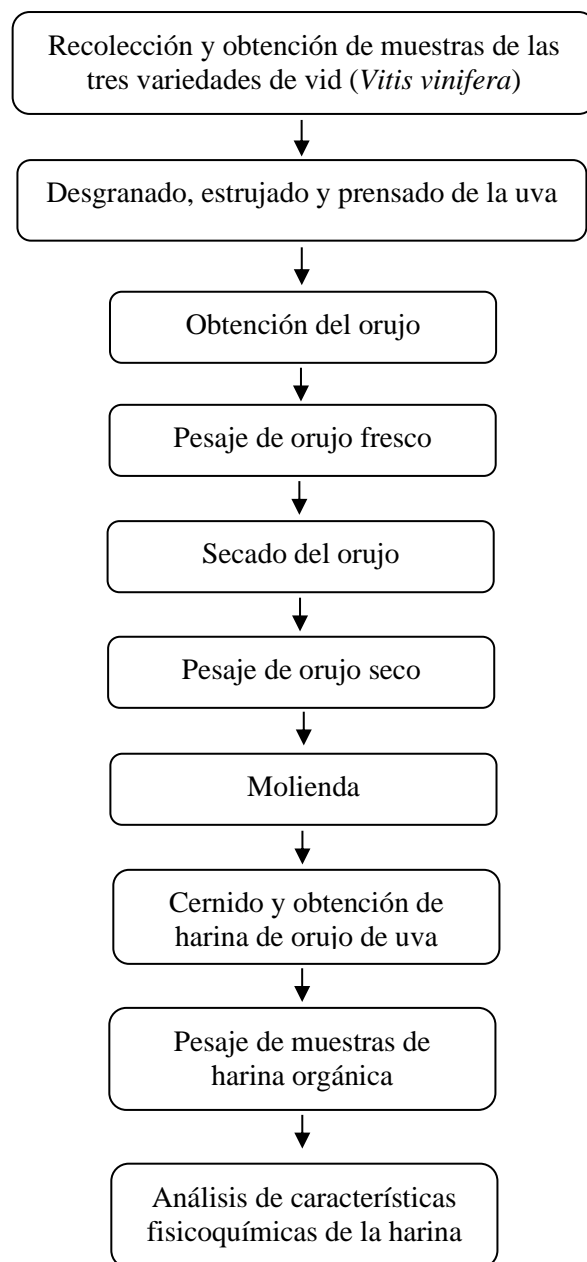 Recolección y obtención de muestras de las
tres variedades de vid (Vitis vinifera)
Desgranado, estrujado y prensado de la uva
Obtención del orujo
Pesaje de orujo fresco
Secado del orujo
Pesaje de orujo seco
Molienda
Cernido y obtención de
harina de orujo de uva
Pesaje de muestras de
harina orgánica
Análisis de características
fisicoquímicas de la harina